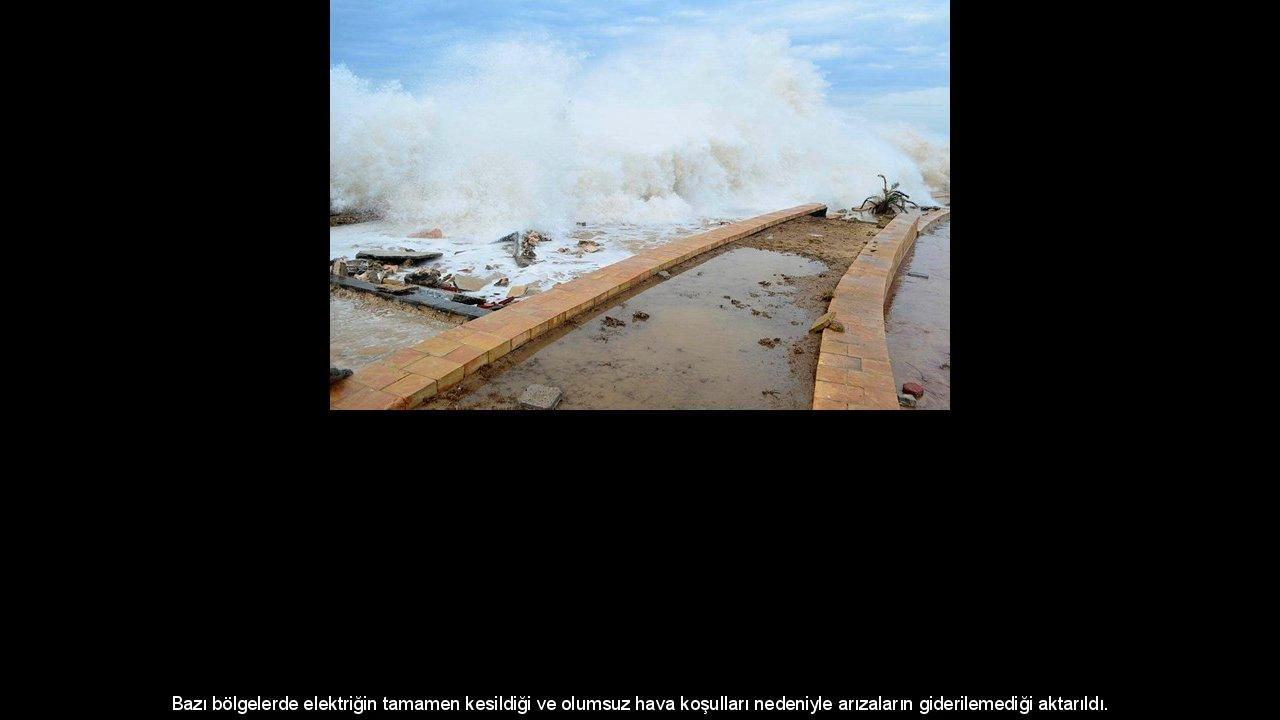 Bazı bölgelerde elektriğin tamamen kesildiği ve olumsuz hava koşulları nedeniyle arızaların giderilemediği aktarıldı.